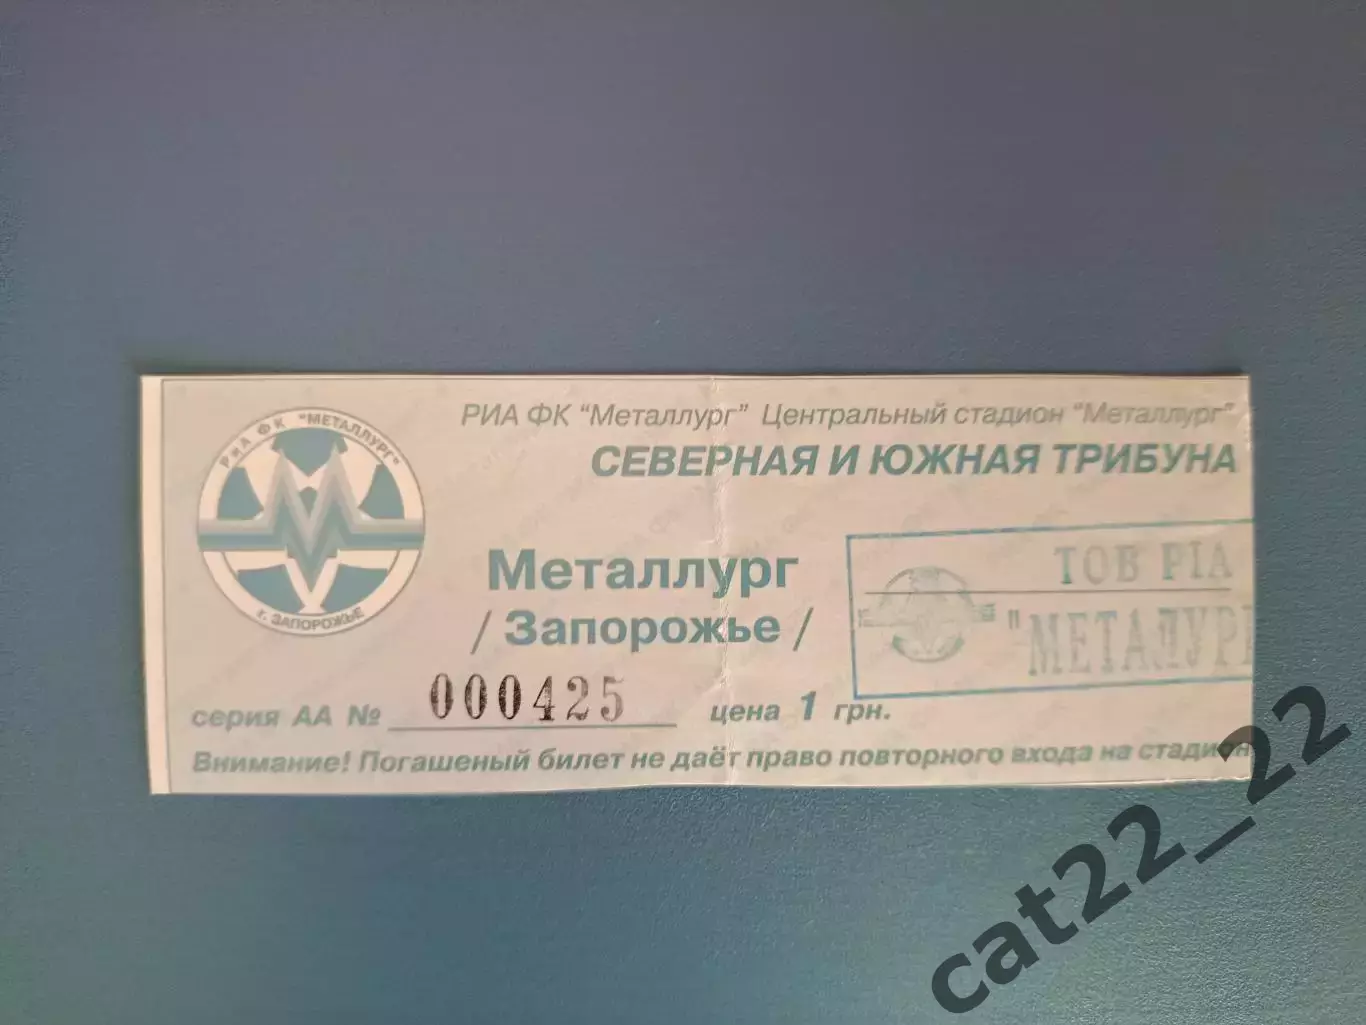 РИА ФК "МЕТАЛЛУРГ"
г. ЗАПОРОЖЬЕ
РИА ФК "Металлург" Центральный стадион "Металлург"
СЕВЕРНАЯ И ЮЖНАЯ ТРИБУНА
Металлург
/ Запорожье /
ТОВ РІА
"МЕТАЛУРГ
серия АА № 000425 цена 1 грн.
Внимание! Погашеный билет не даёт право повторного входа на стадион
cat22_22